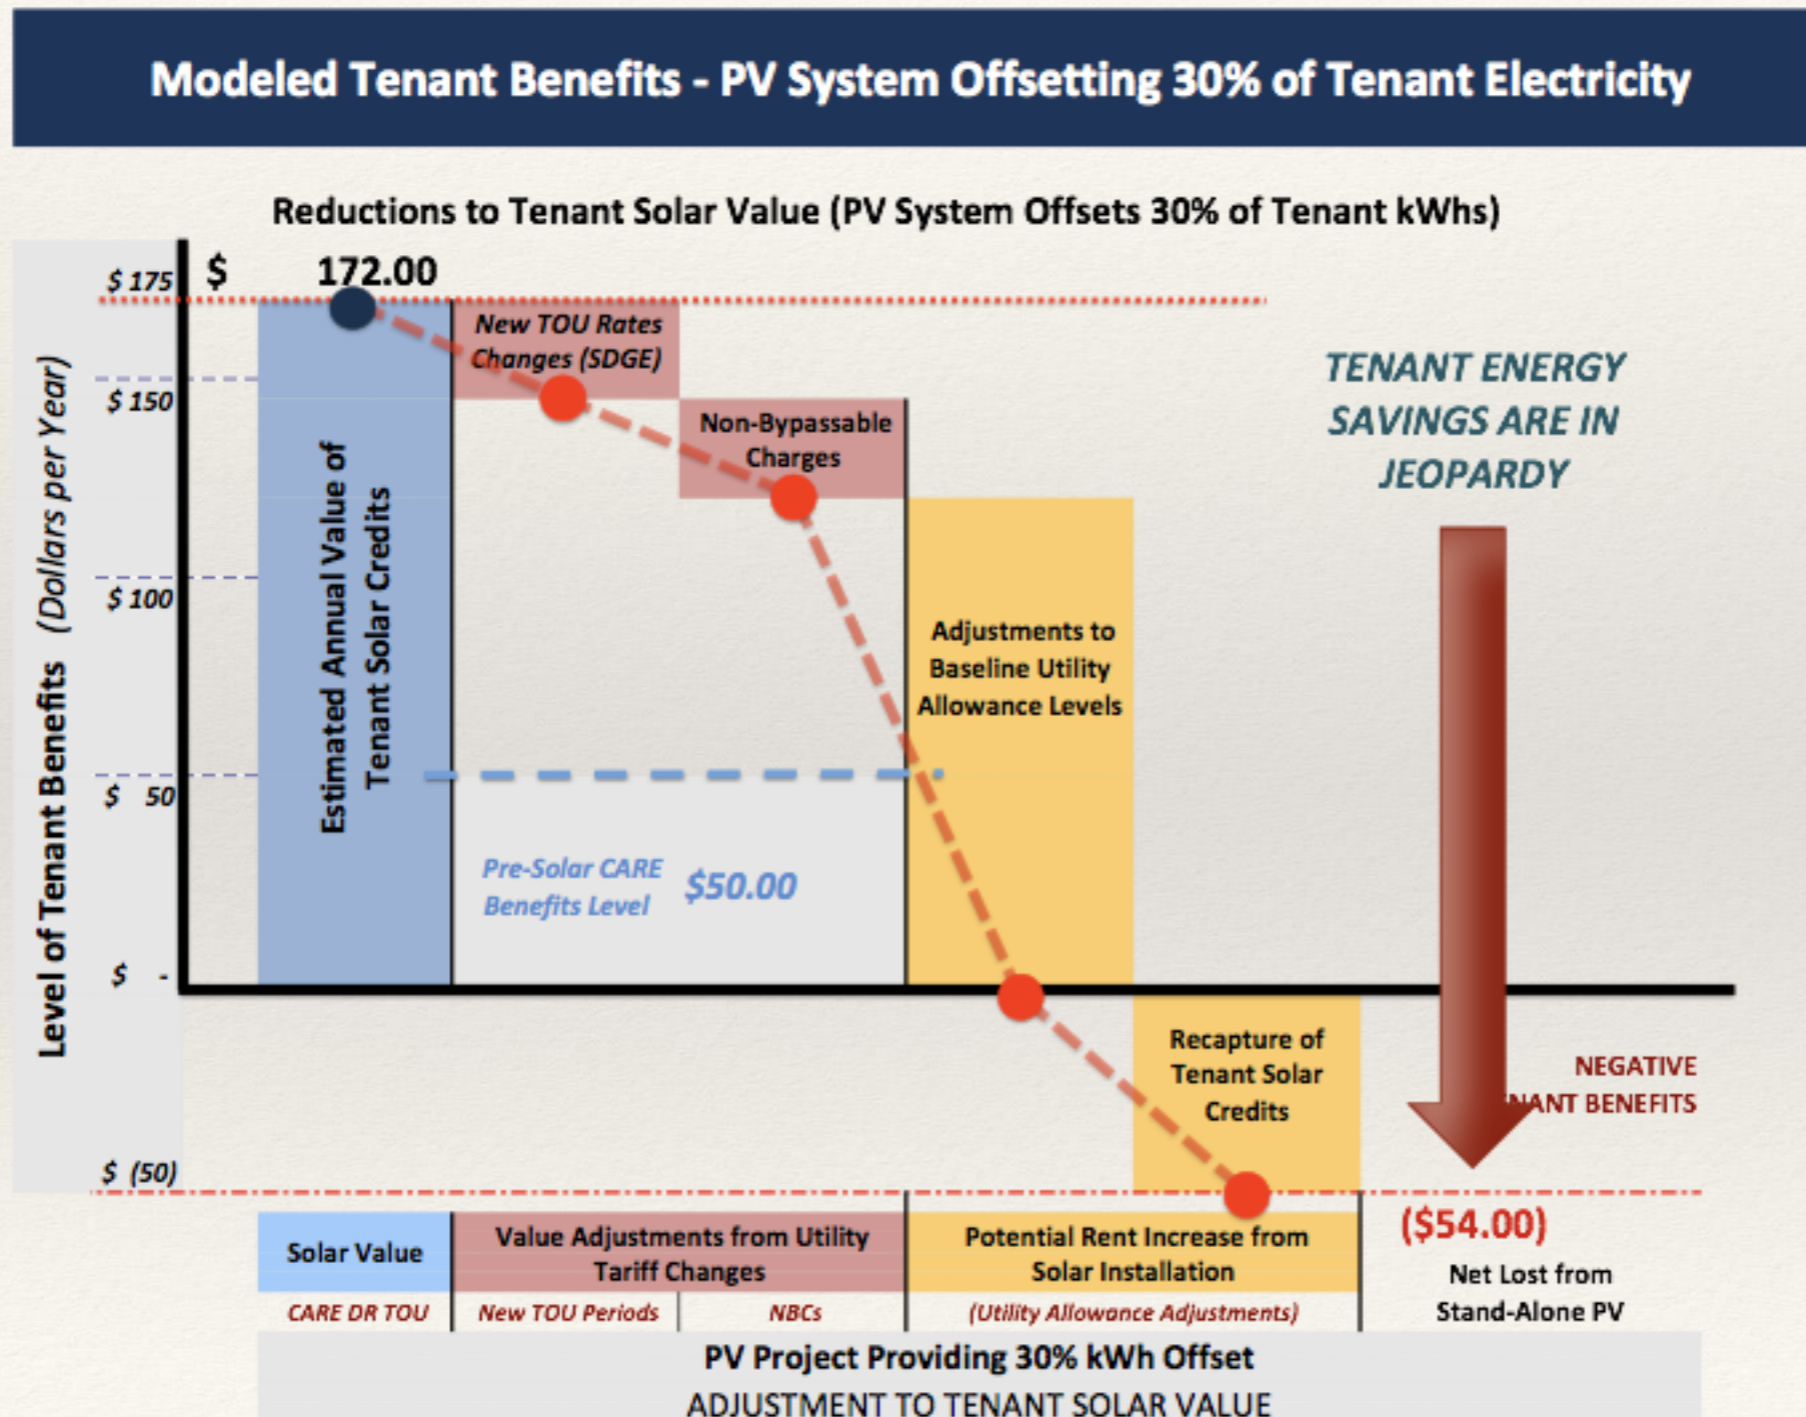 Modeled Tenant Benefits - PV System Offsetting 30% of Tenant Electricity
Reductions to Tenant Solar Value (PV System Offsets 30% of Tenant kWhs)
Level of Tenant Benefits (Dollars per Year)
$ 175
$ 150
$ 100
$ 50
$ -
$ (50)
$ 172.00
Estimated Annual Value of
Tenant Solar Credits
New TOU Rates
Changes (SDGE)
Non-Bypassable
Charges
Pre-Solar CARE
Benefits Level
$50.00
Adjustments to
Baseline Utility
Allowance Levels
Recapture of
Tenant Solar
Credits
TENANT ENERGY
SAVINGS ARE IN
JEOPARDY
NEGATIVE
NANT BENEFITS
($54.00)
Net Lost from
Stand-Alone PV
Solar Value
Value Adjustments from Utility
Tariff Changes
Potential Rent Increase from
Solar Installation
CARE DR TOU
New TOU Periods
NBCs
(Utility Allowance Adjustments)
PV Project Providing 30% kWh Offset
ADJUSTMENT TO TENANT SOLAR VALUE